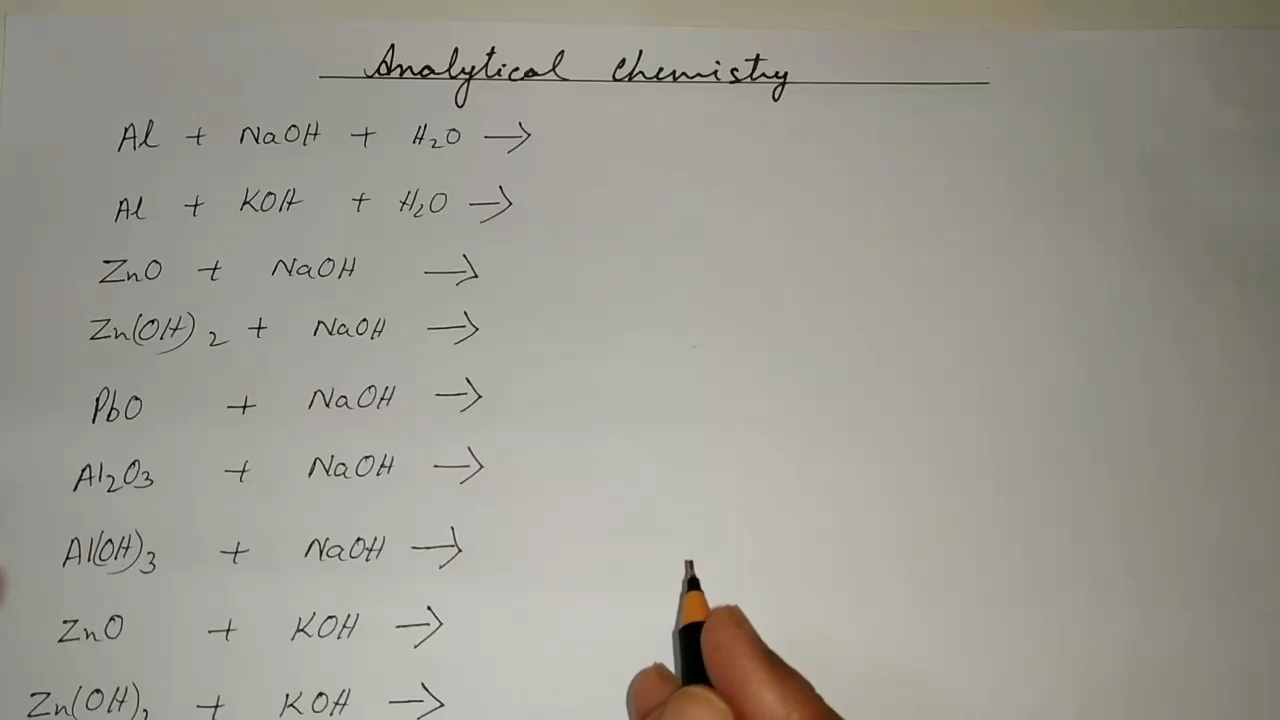 Analytical Chemistry
Al + NaOH + H₂O →
Al + KOH + H₂O →
ZnO + NaOH →
Zn(OH)₂ + NaOH →
PbO + NaOH →
Al₂O₃ + NaOH →
Al(OH)₃ + NaOH →
ZnO + KOH →
Zn(OH)₂ + KOH →